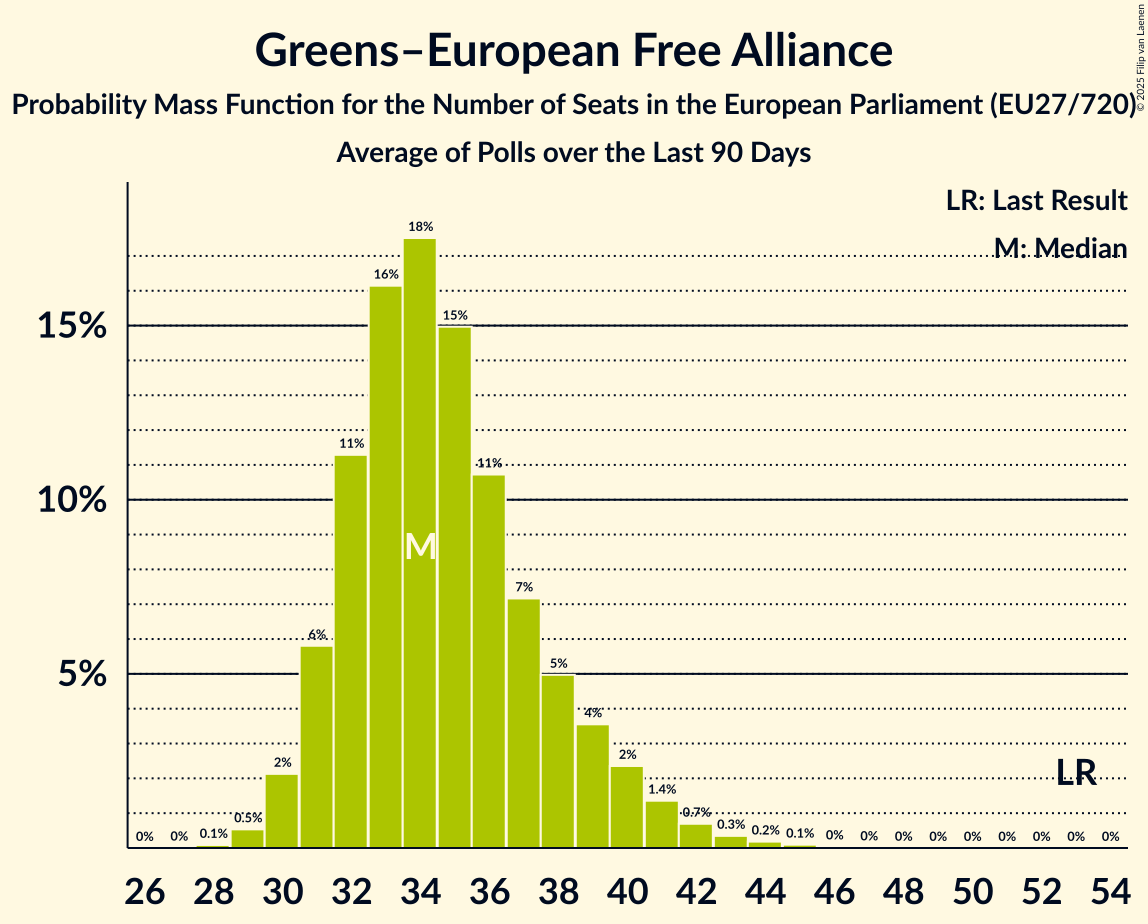 Greens–European Free Alliance
Probability Mass Function for the Number of Seats in the European Parliament (EU27/720)
Average of Polls over the Last 90 Days
© 2025 Filip van Laenen
LR: Last Result
M: Median
15%
10%
5%
0% 0% 0.1% 0.5% 2% 6% 11% 16% 18% 15% 11% 7% 5% 4% 2% 1.4% 0.7% 0.3% 0.2% 0.1% 0% 0% 0% 0% 0% 0% 0% 0% 0%
M
LR
26 28 30 32 34 36 38 40 42 44 46 48 50 52 54